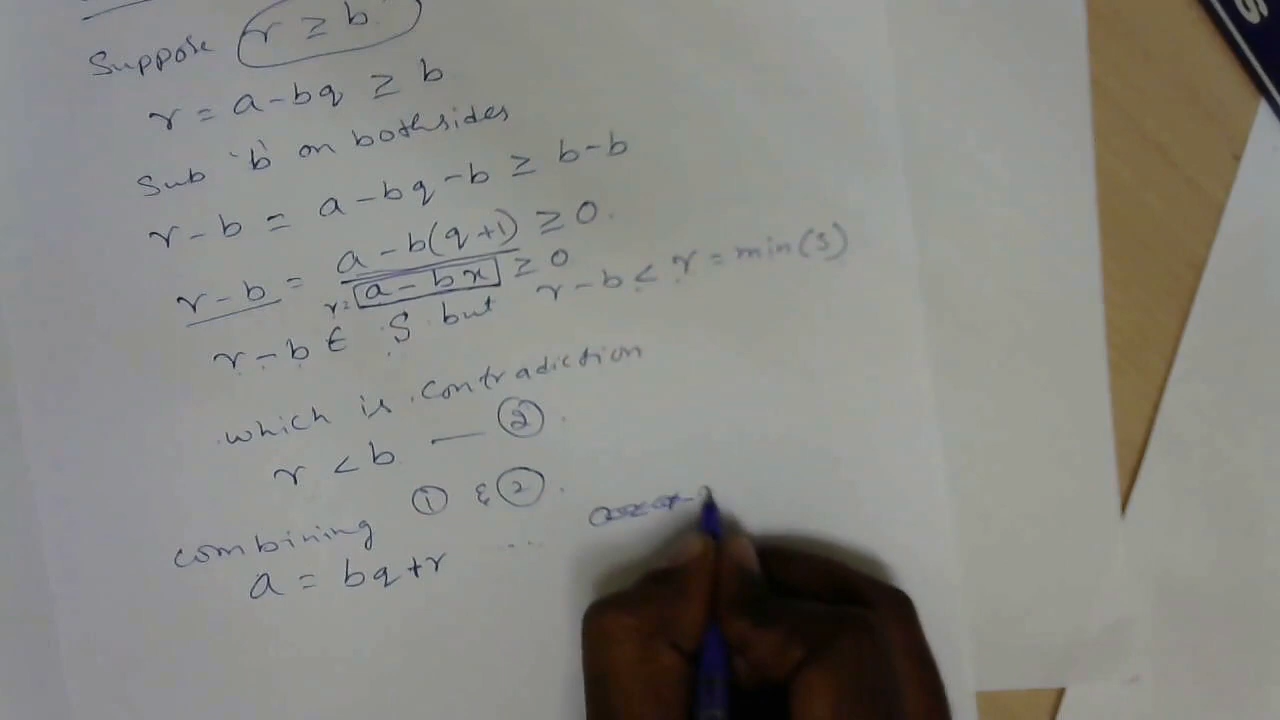 Suppose r ≥ b
r = a - bq ≥ b
Sub 'b' on bothsides
r - b = a - bq - b ≥ b - b
r - b = a - b(q + 1) ≥ 0.
r = a - bx ≥ 0
r - b ∈ S but r - b < r = min(S)
which is contradiction
r < b — ②.
combining ① & ②.
a = bq + r